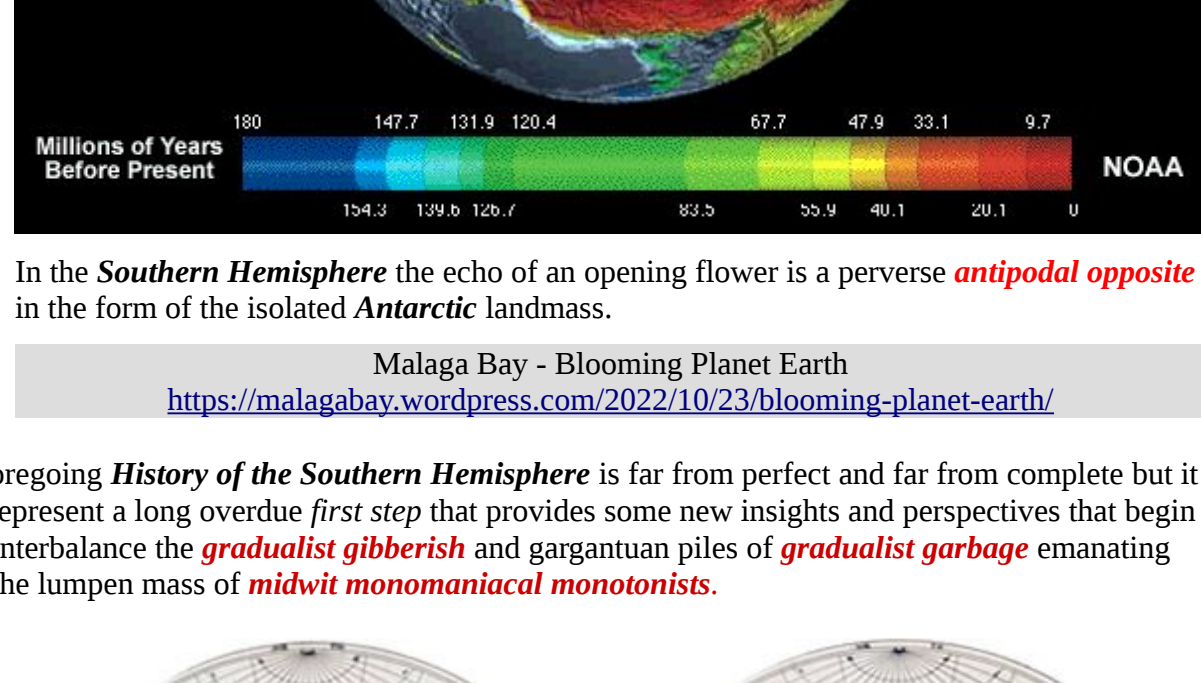 180 147.7 131.9 120.4 67.7 47.9 33.1 9.7
Millions of Years
Before Present
NOAA
154.3 139.6 126.7 83.5 55.9 40.1 20.1 0
In the Southern Hemisphere the echo of an opening flower is a perverse antipodal opposite
in the form of the isolated Antarctic landmass.
Malaga Bay - Blooming Planet Earth
https://malagabay.wordpress.com/2022/10/23/blooming-planet-earth/
oregoing History of the Southern Hemisphere is far from perfect and far from complete but it
epresent a long overdue first step that provides some new insights and perspectives that begin
nterbalance the gradualist gibberish and gargantuan piles of gradualist garbage emanating
he lumpen mass of midwit monomaniacal monotonists.